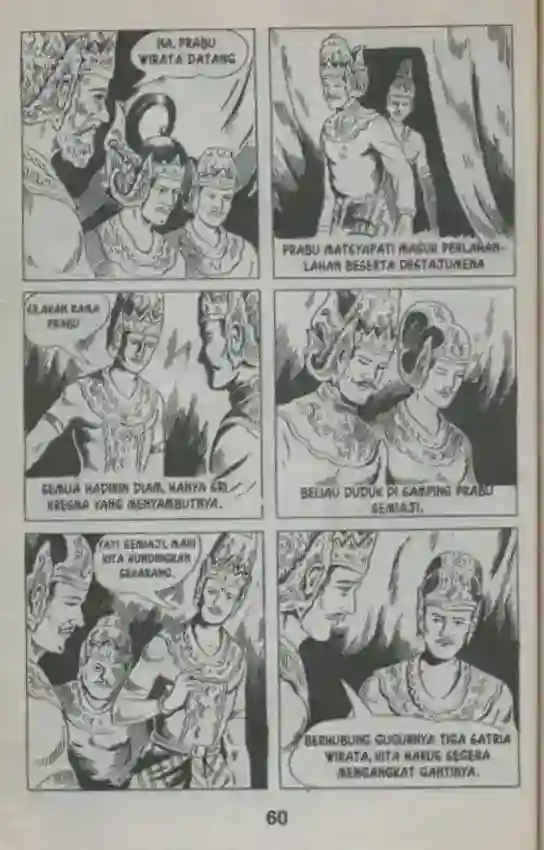 NA, PRABU
WIRATA DATANG
PRABU MATSYAPATI MASUK PERLAHAN-
LAHAN BESERTA DESTAJUMENA
SILAKAN RAMA
PRABU
SEMUA HADIRIN DIAM, HANYA SRI
KRESNA YANG MENYAMBUTNYA.
BELIAU DUDUK DI SAMPING PRABU
SEMIAJI.
YAYI SEMIAJI, MARI
KITA RUNDINGKAN
SEKARANG.
BERHUBUNG GUGURNYA TIGA SATRIA
WIRATA, KITA HARUS SEGERA
MENGANGKAT GANTINYA.
60